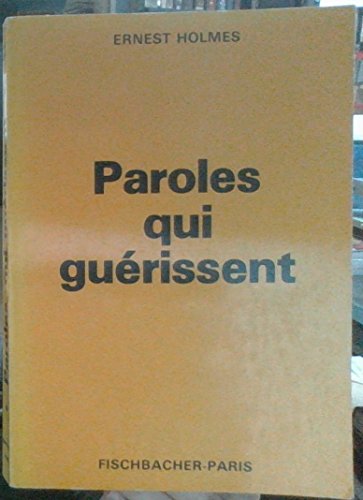 ERNEST HOLMES
Paroles
qui
guérissent
FISCHBACHER-PARIS